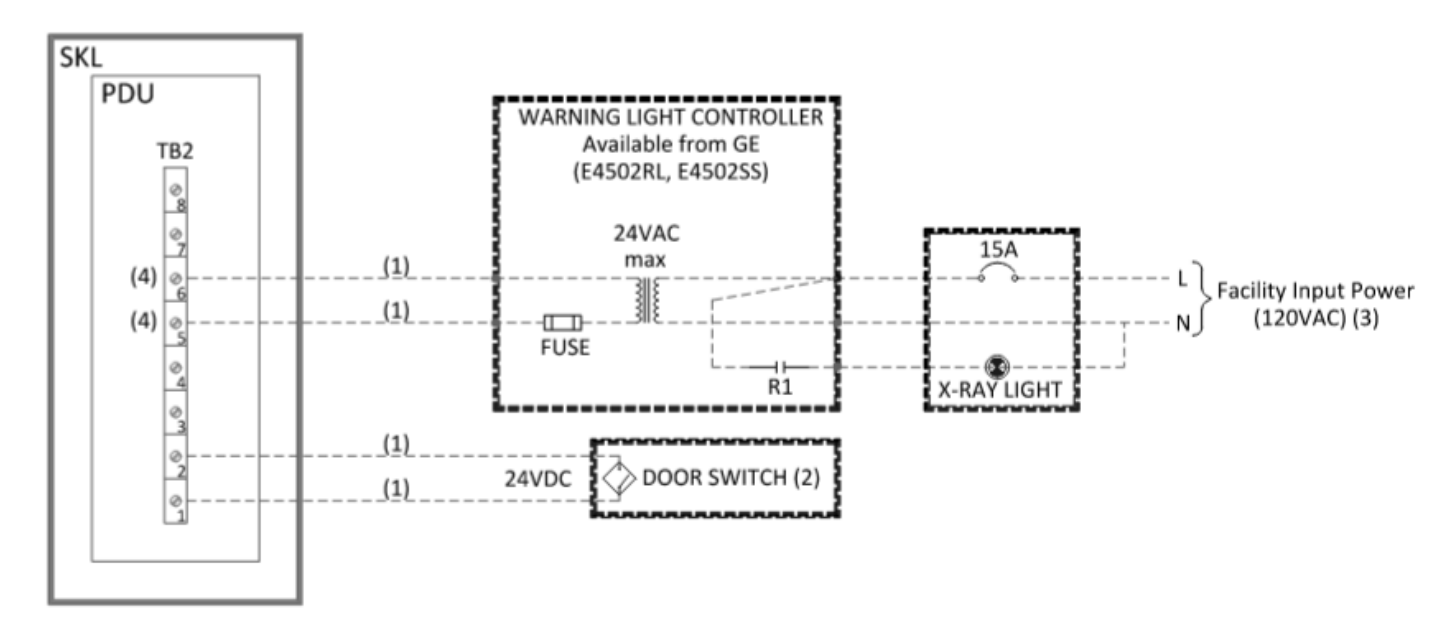 SKL
PDU
TB2
8
7
(4) 6
(4) 5
4
3
2
1
(1)
(1)
(1)
(1)
WARNING LIGHT CONTROLLER
Available from GE
(E4502RL, E4502SS)
24VAC
max
FUSE
R1
15A
X-RAY LIGHT
L
N
Facility Input Power
(120VAC) (3)
24VDC
DOOR SWITCH (2)